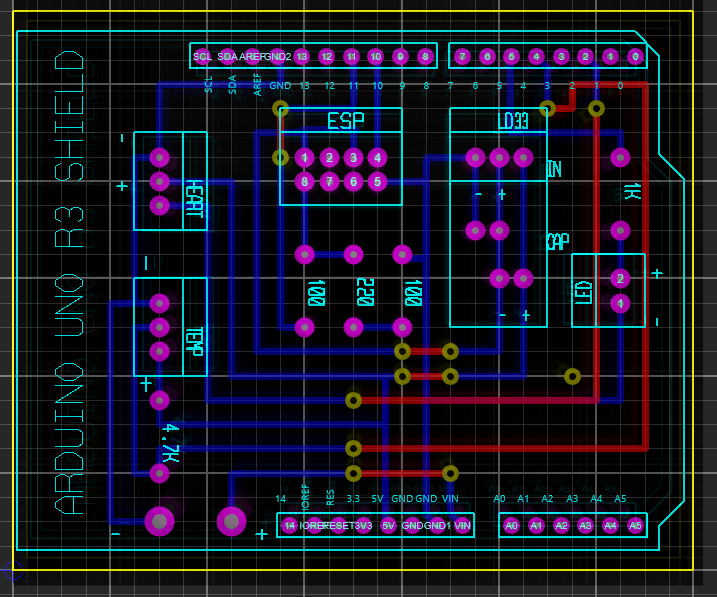 SCL SDA AREF GND2 13 12 11 10 9 8 7 6 5 4 3 2 1 0
SCL SDA AREF GND 13 12 11 10 9 8 7 6 5 4 3 2 1 0
ARDUINO UNO R3 SHIELD
ESP
1 2 3 4
8 7 6 5
LD33
IN
- +
1K
- +
HEART
CAP
- +
100
220
100
LED
2
1
+ -
-
TEMP
+
4.7K
- +
14 IOREF RES 3.3 5V GND GND VIN
14 IOREF RESET 3V3 5V GND GND1 VIN
A0 A1 A2 A3 A4 A5
A0 A1 A2 A3 A4 A5